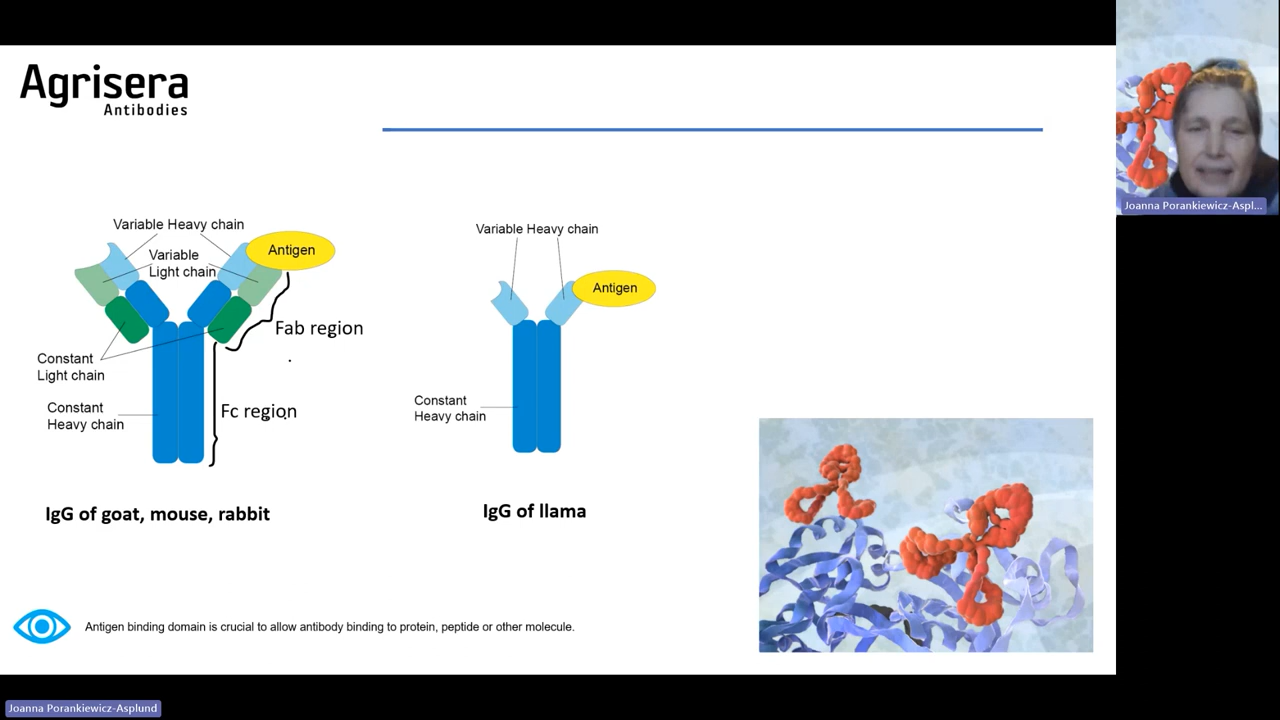 Agrisera
Antibodies
Variable Heavy chain
Variable
Light chain
Antigen
Fab region
Constant
Light chain
Constant
Heavy chain
Fc region
IgG of goat, mouse, rabbit
Variable Heavy chain
Antigen
Constant
Heavy chain
IgG of llama
Antigen binding domain is crucial to allow antibody binding to protein, peptide or other molecule.
Joanna Porankiewicz-Aspl...
Joanna Porankiewicz-Asplund